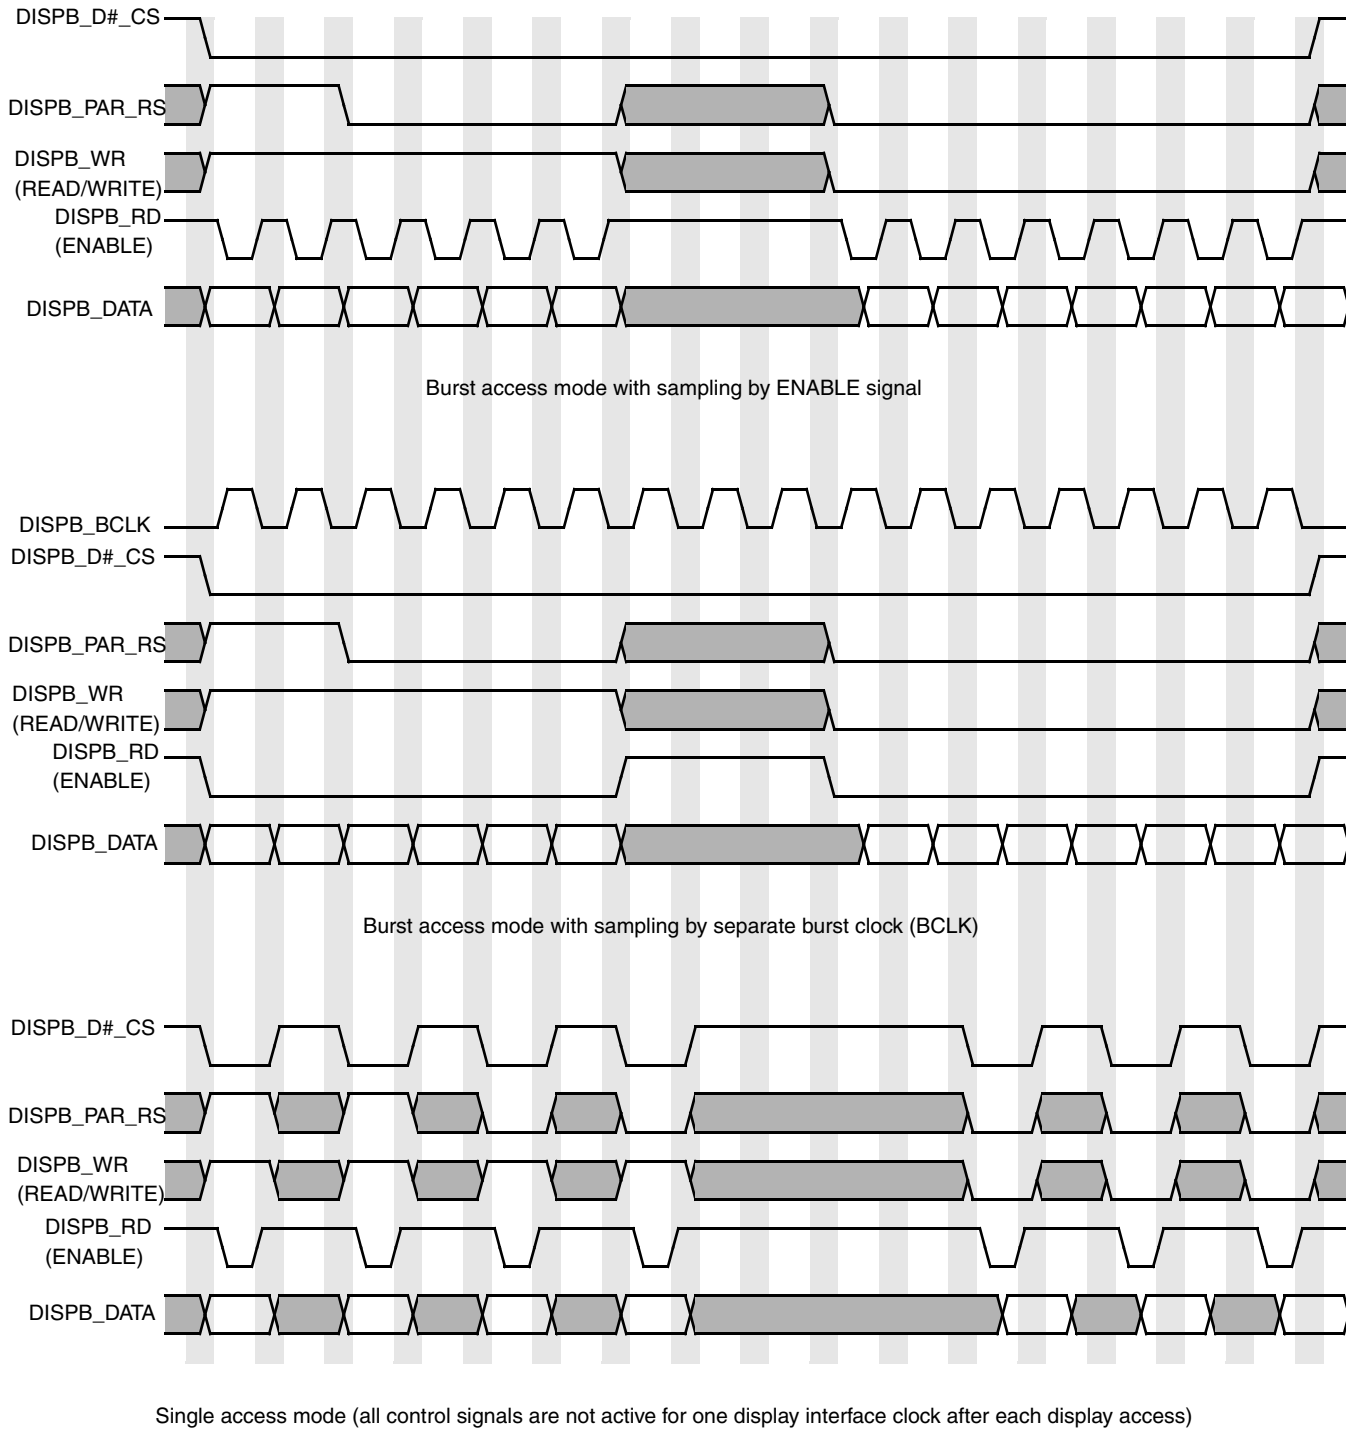 DISPB_D#_CS
DISPB_PAR_RS
DISPB_WR
(READ/WRITE)
DISPB_RD
(ENABLE)
DISPB_DATA
Burst access mode with sampling by ENABLE signal
DISPB_BCLK
DISPB_D#_CS
DISPB_PAR_RS
DISPB_WR
(READ/WRITE)
DISPB_RD
(ENABLE)
DISPB_DATA
Burst access mode with sampling by separate burst clock (BCLK)
DISPB_D#_CS
DISPB_PAR_RS
DISPB_WR
(READ/WRITE)
DISPB_RD
(ENABLE)
DISPB_DATA
Single access mode (all control signals are not active for one display interface clock after each display access)